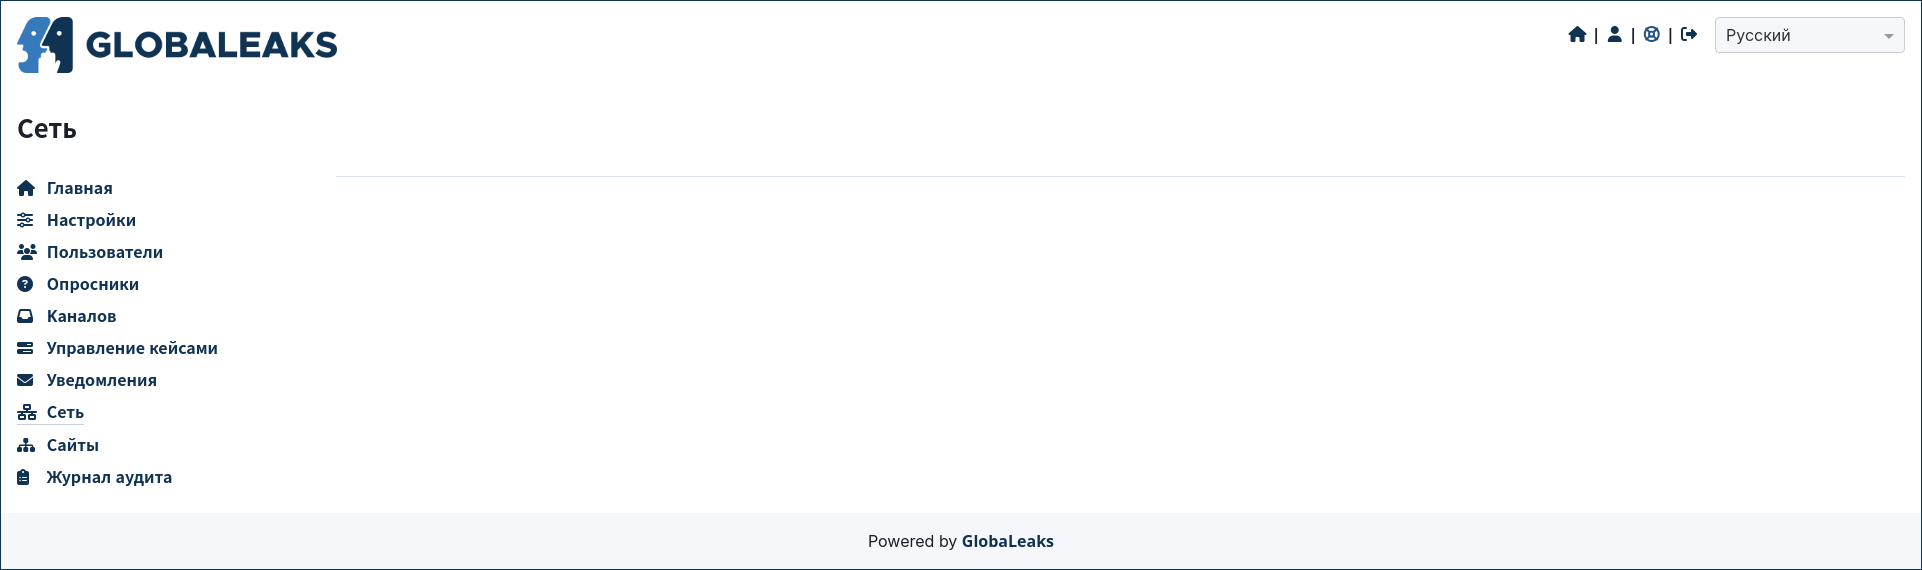 GLOBALEAKS
Русский
Сеть
Главная
Настройки
Пользователи
Опросники
Каналов
Управление кейсами
Уведомления
Сеть
Сайты
Журнал аудита
Powered by GlobaLeaks